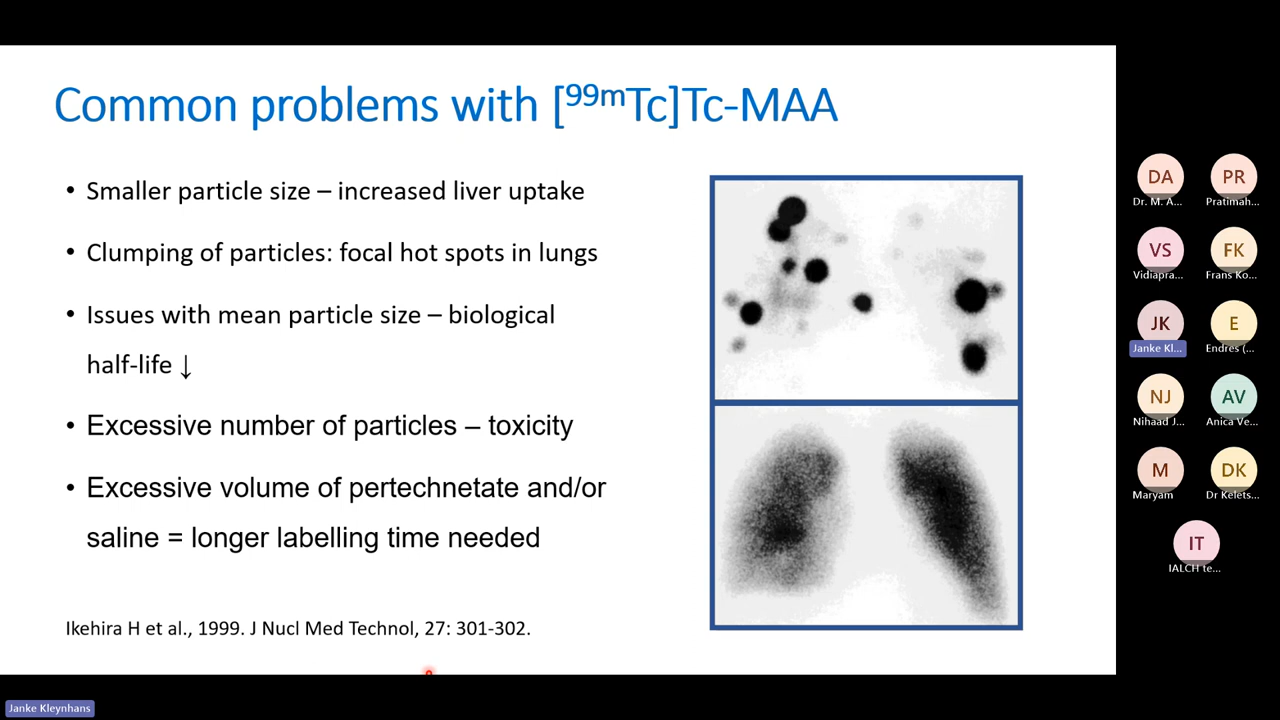 Common problems with [99mTc]Tc-MAA
• Smaller particle size – increased liver uptake
• Clumping of particles: focal hot spots in lungs
• Issues with mean particle size – biological
half-life ↓
• Excessive number of particles – toxicity
• Excessive volume of pertechnetate and/or
saline = longer labelling time needed
Ikehira H et al., 1999. J Nucl Med Technol, 27: 301-302.
DA
Dr. M. A...
PR
Pratimah...
VS
Vidiapra...
FK
Frans Ko...
JK
Janke Kl...
E
Endres (...
NJ
Nihaad J...
AV
Anica Ve...
M
Maryam
DK
Dr Kelets...
IT
IALCH te...
Janke Kleynhans